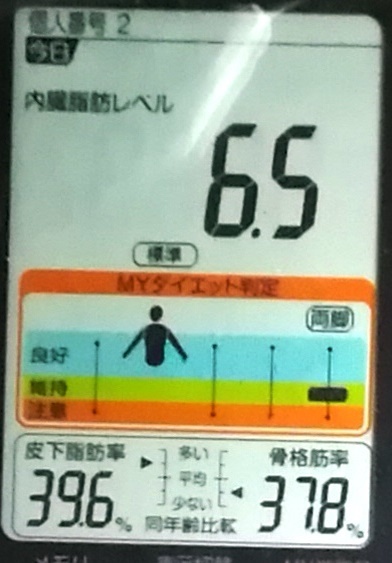 個人番号 2
今日
内臓脂肪レベル
6.5
標準
MYダイエット判定
両脚
良好
維持
注意
皮下脂肪率
39.6%
多い
平均
少ない
同年齢比較
骨格筋率
37.8%
メモリ